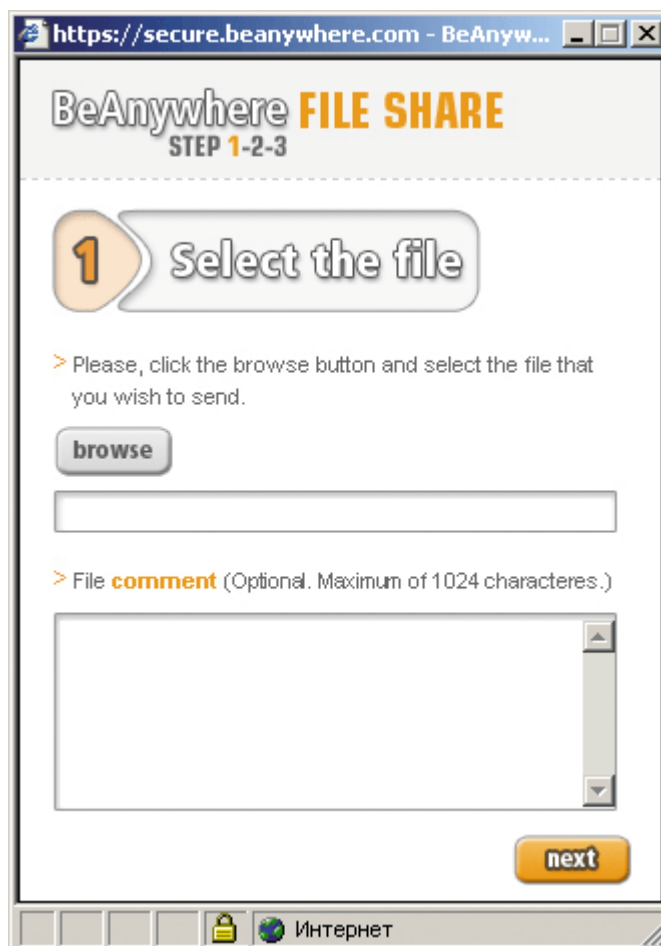 https://secure.beanywhere.com - BeAnyw...
BeAnywhere FILE SHARE
STEP 1-2-3
1 Select the file
> Please, click the browse button and select the file that
you wish to send.
browse
> File comment (Optional. Maximum of 1024 characteres.)
next
Интернет